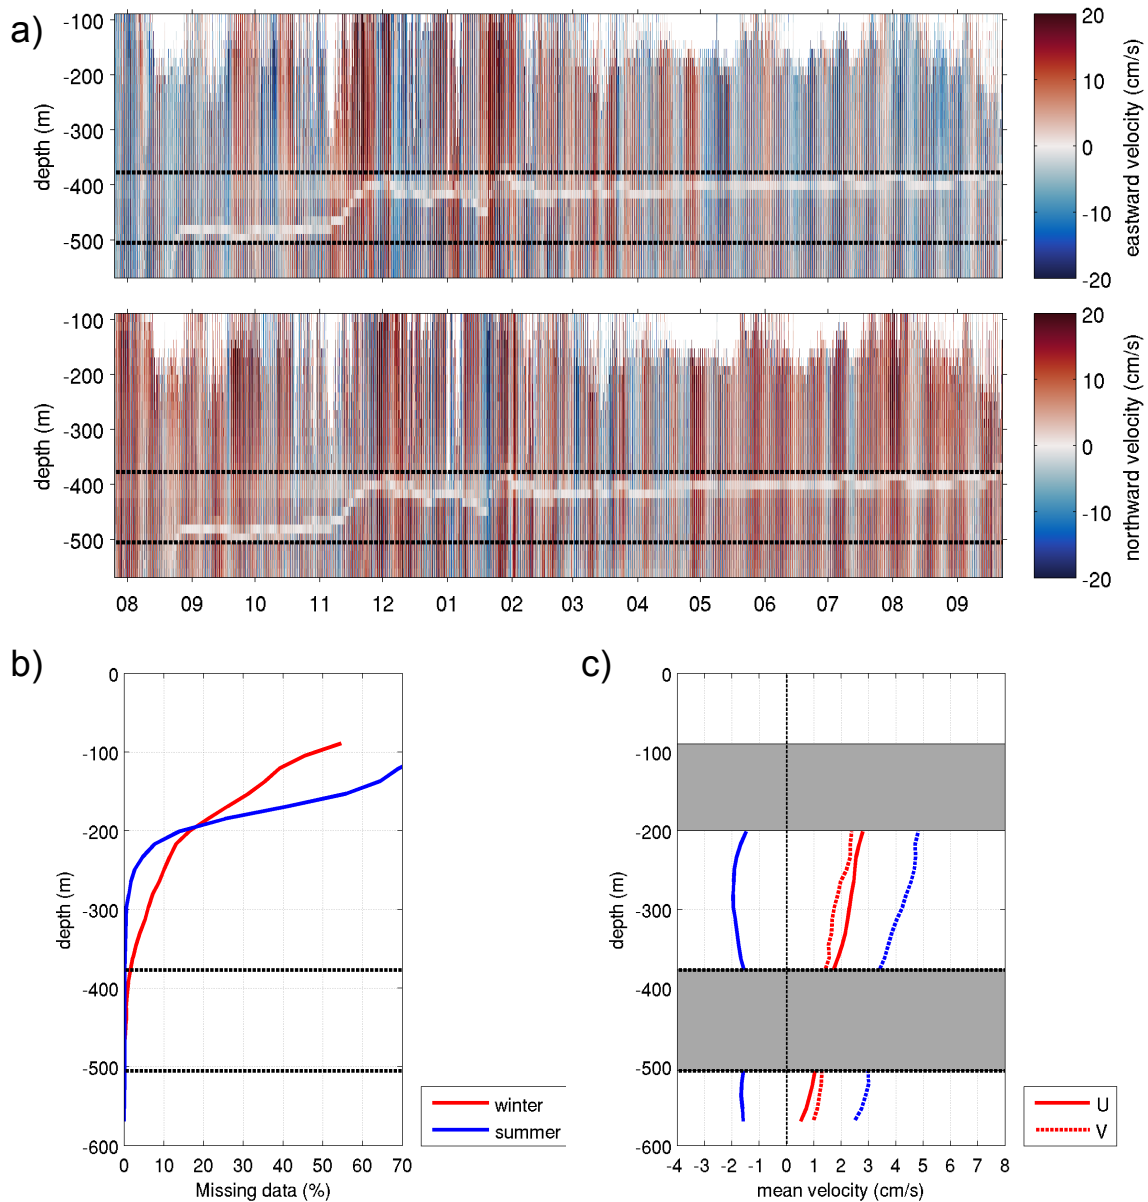 a)
-100
-200
-300
-400
-500
depth (m)
20
10
0
-10
-20
eastward velocity (cm/s)
-100
-200
-300
-400
-500
depth (m)
20
10
0
-10
-20
northward velocity (cm/s)
08 09 10 11 12 01 02 03 04 05 06 07 08 09
b)
0
-100
-200
-300
-400
-500
-600
depth (m)
0 10 20 30 40 50 60 70
Missing data (%)
winter
summer
c)
0
-100
-200
-300
-400
-500
-600
depth (m)
-4 -3 -2 -1 0 1 2 3 4 5 6 7 8
mean velocity (cm/s)
U
V